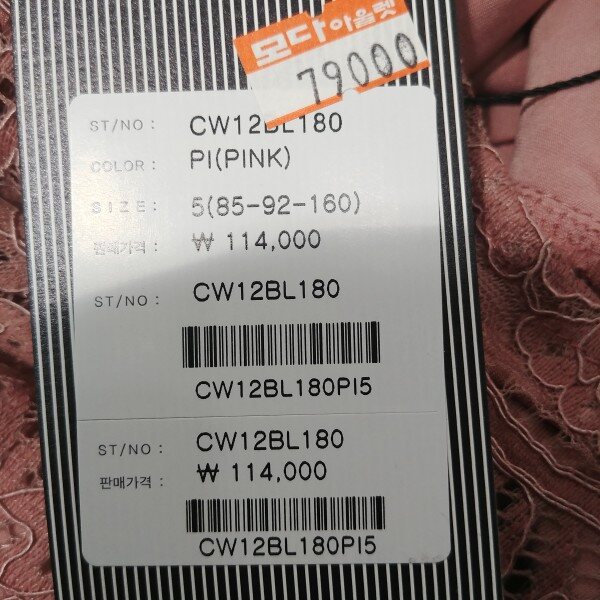 모다아울렛
79000
ST/NO : CW12BL180
COLOR : PI(PINK)
SIZE : 5(85-92-160)
판매가격 : ₩ 114,000
ST/NO : CW12BL180
CW12BL180PI5
ST/NO : CW12BL180
판매가격 : ₩ 114,000
CW12BL180PI5